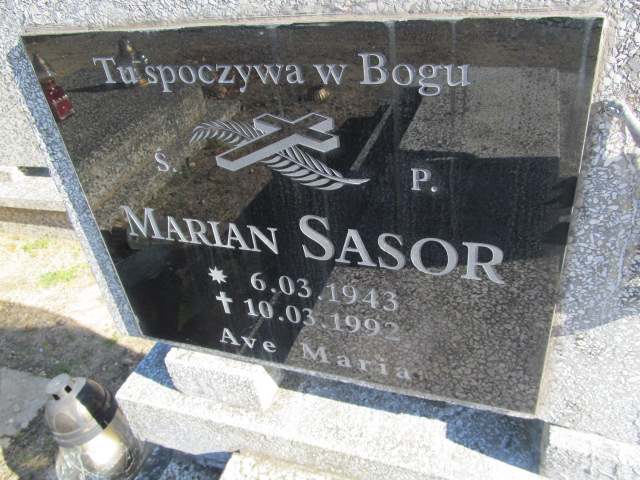 Tu spoczywa w Bogu
Ś. P.
MARIAN SASOR
* 6.03.1943
† 10.03.1992
Ave Maria